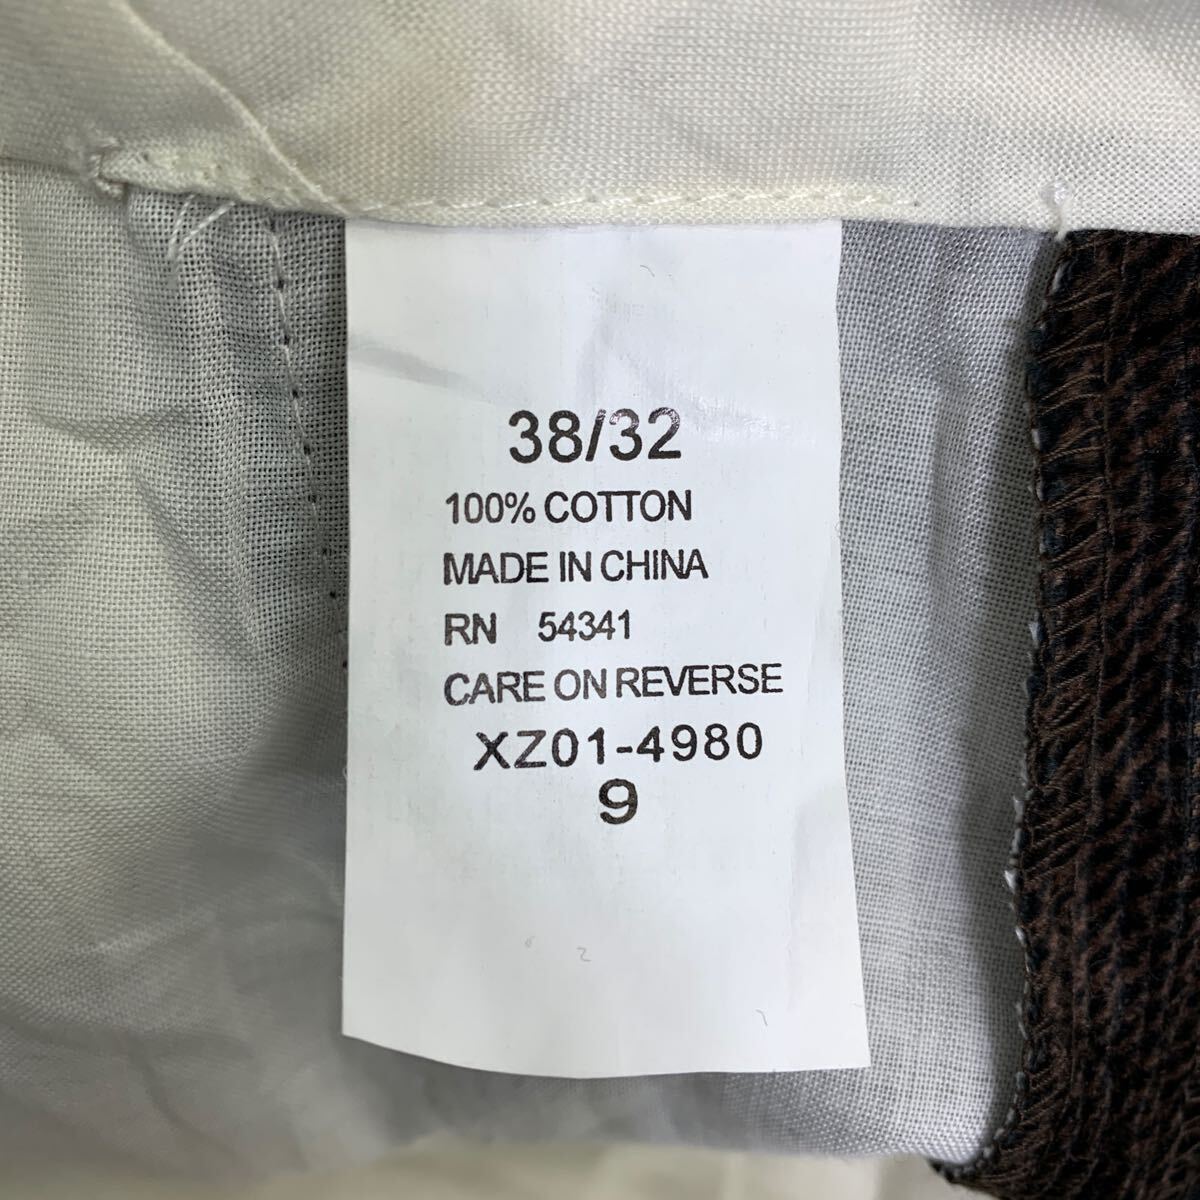 38/32
100% COTTON
MADE IN CHINA
RN 54341
CARE ON REVERSE
XZ01-4980
9